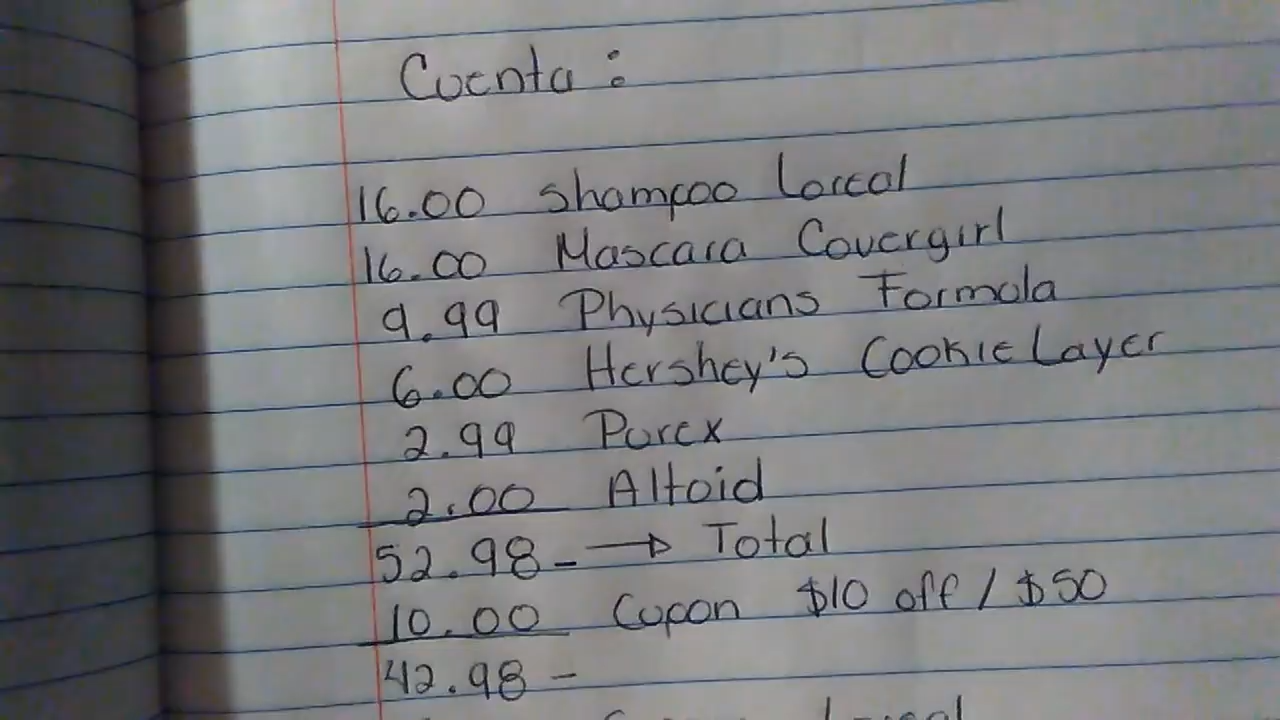 Cuenta:
16.00 Shampoo Loreal
16.00 Mascara Covergirl
9.99 Physicians Formula
6.00 Hershey's Cookie Layer
2.99 Purex
2.00 Altoid
52.98 - → Total
10.00 Cupon $10 off / $50
42.98 -